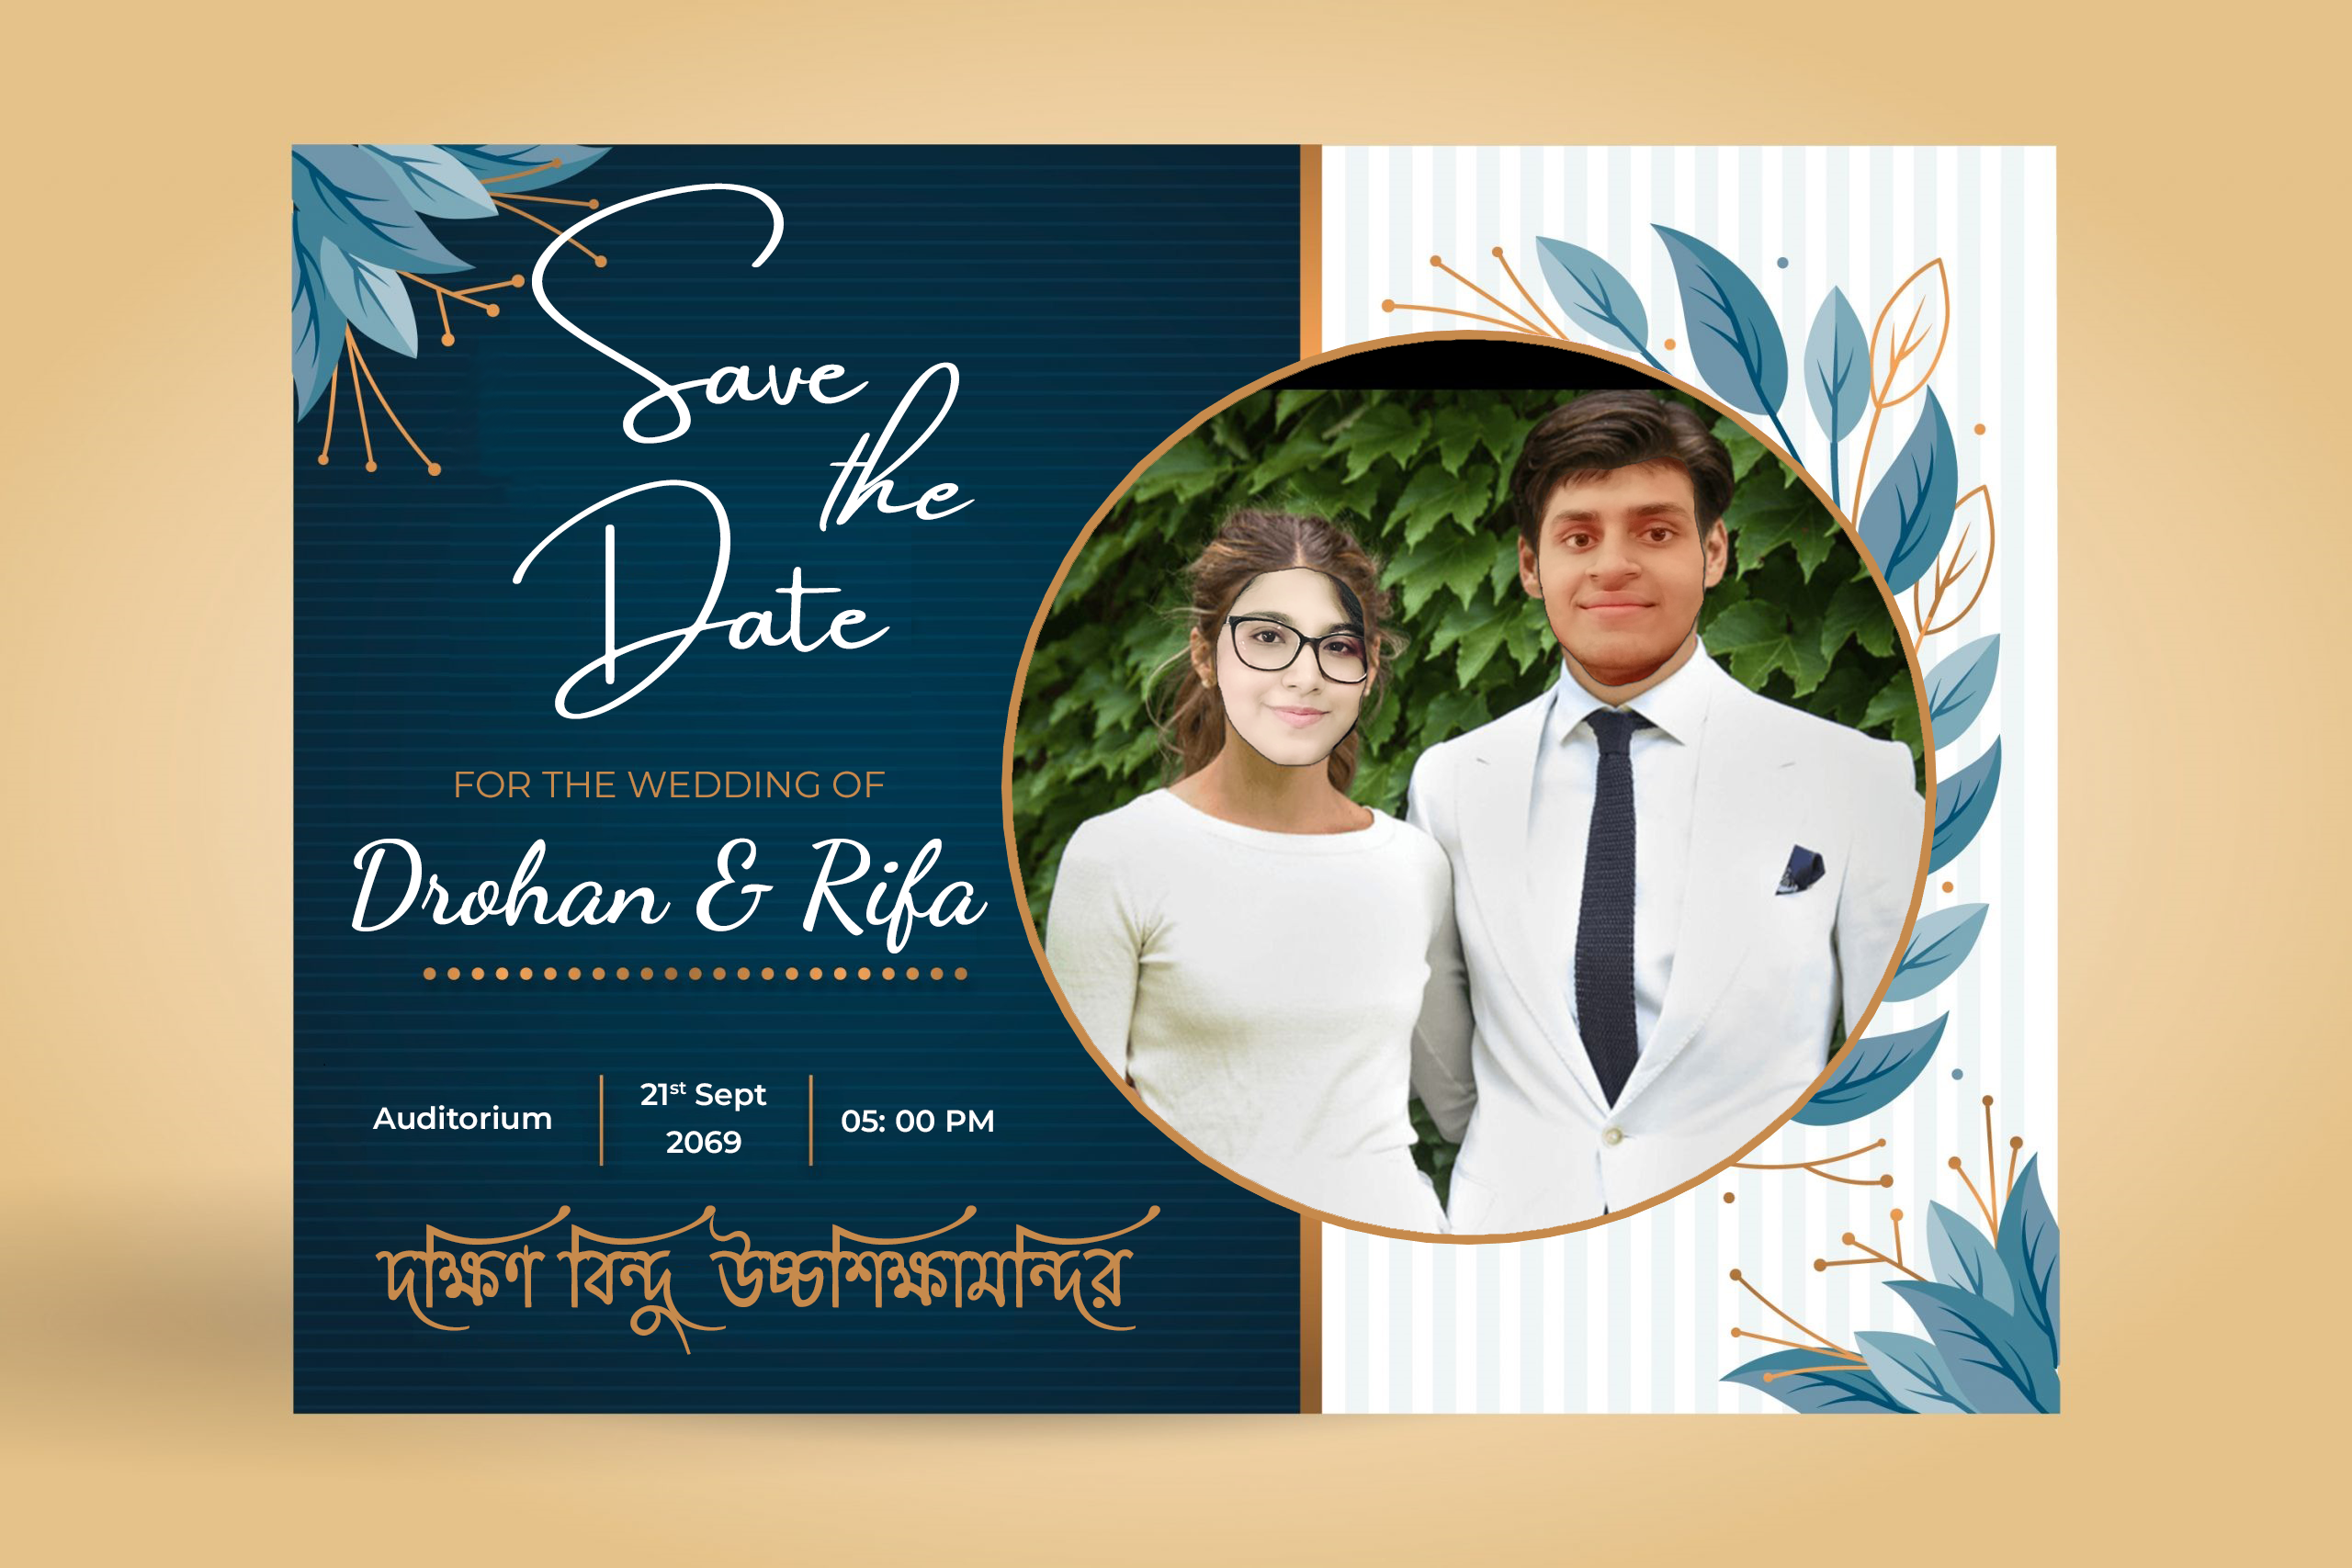 Save
the
Date
FOR THE WEDDING OF
Drohan & Rifa
Auditorium
21st Sept
2069
05: 00 PM
দক্ষিণ বিন্দু উচ্চশিক্ষামন্দির